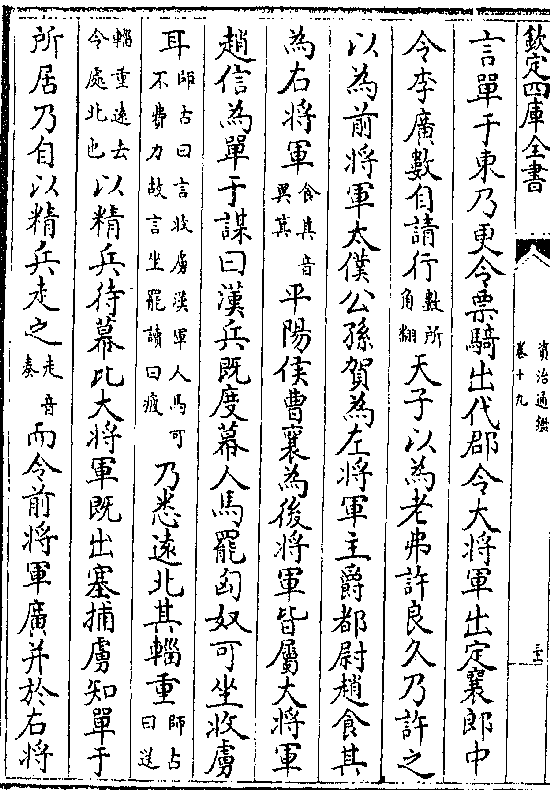 欽定四庫全書
資治通鑑
卷十九
言單于東乃更令票騎出代郡令大將軍出定襄郎中
令李廣數自請行數所角翻天子以為老弗許良久乃許之
以為前將軍太僕公孫賀為左將軍主爵都尉趙食其
為右將軍食其音異箕平陽侯曹襄為後將軍皆屬大將軍
趙信為單于謀曰漢兵既度幕人馬罷匈奴可坐收虜
耳師古曰言收虜漢軍人馬可不費力故言坐罷讀曰疲乃悉遠北其輜重師古曰送
輜重遠去令處北也以精兵待幕北大將軍既出塞捕虜知單于
所居乃自以精兵走之走音奏而令前將軍廣并於右將